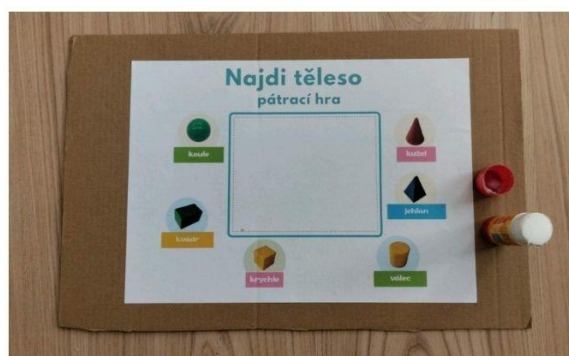 Najdi těleso
pátrací hra
koule
kužel
jehlan
kvádr
krychle
válec